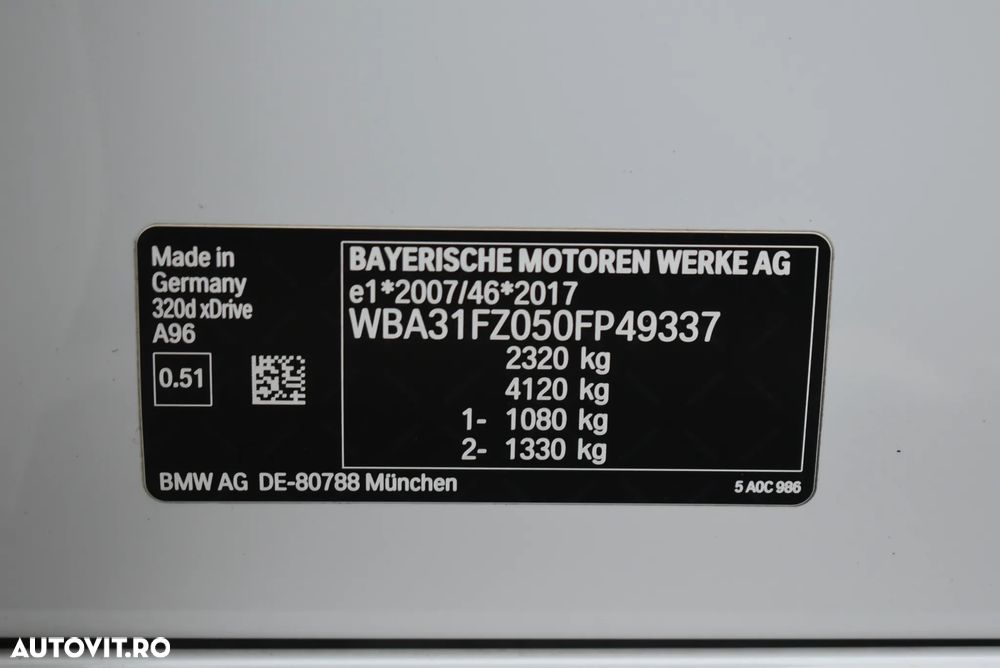 Made in
Germany
320d xDrive
A96
0.51
BAYERISCHE MOTOREN WERKE AG
e1*2007/46*2017
WBA31FZ050FP49337
2320 kg
4120 kg
1- 1080 kg
2- 1330 kg
BMW AG DE-80788 München
5 A0C 986
AUTOVIT.RO